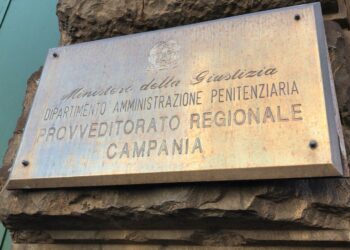 Ministero della Giustizia
DIPARTIMENTO AMMINISTRAZIONE PENITENZIARIA
PROVVEDITORATO REGIONALE
CAMPANIA